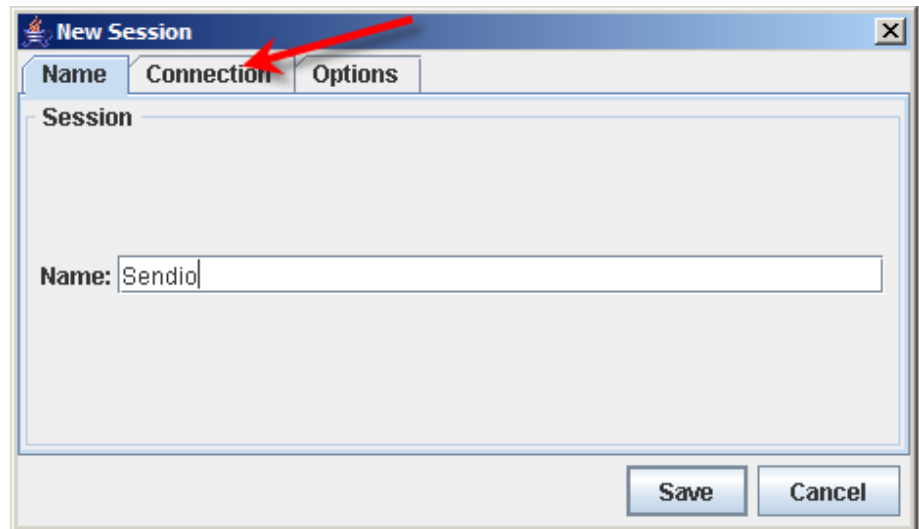 New Session
Name Connection Options
Session
Name: Sendio
Save Cancel